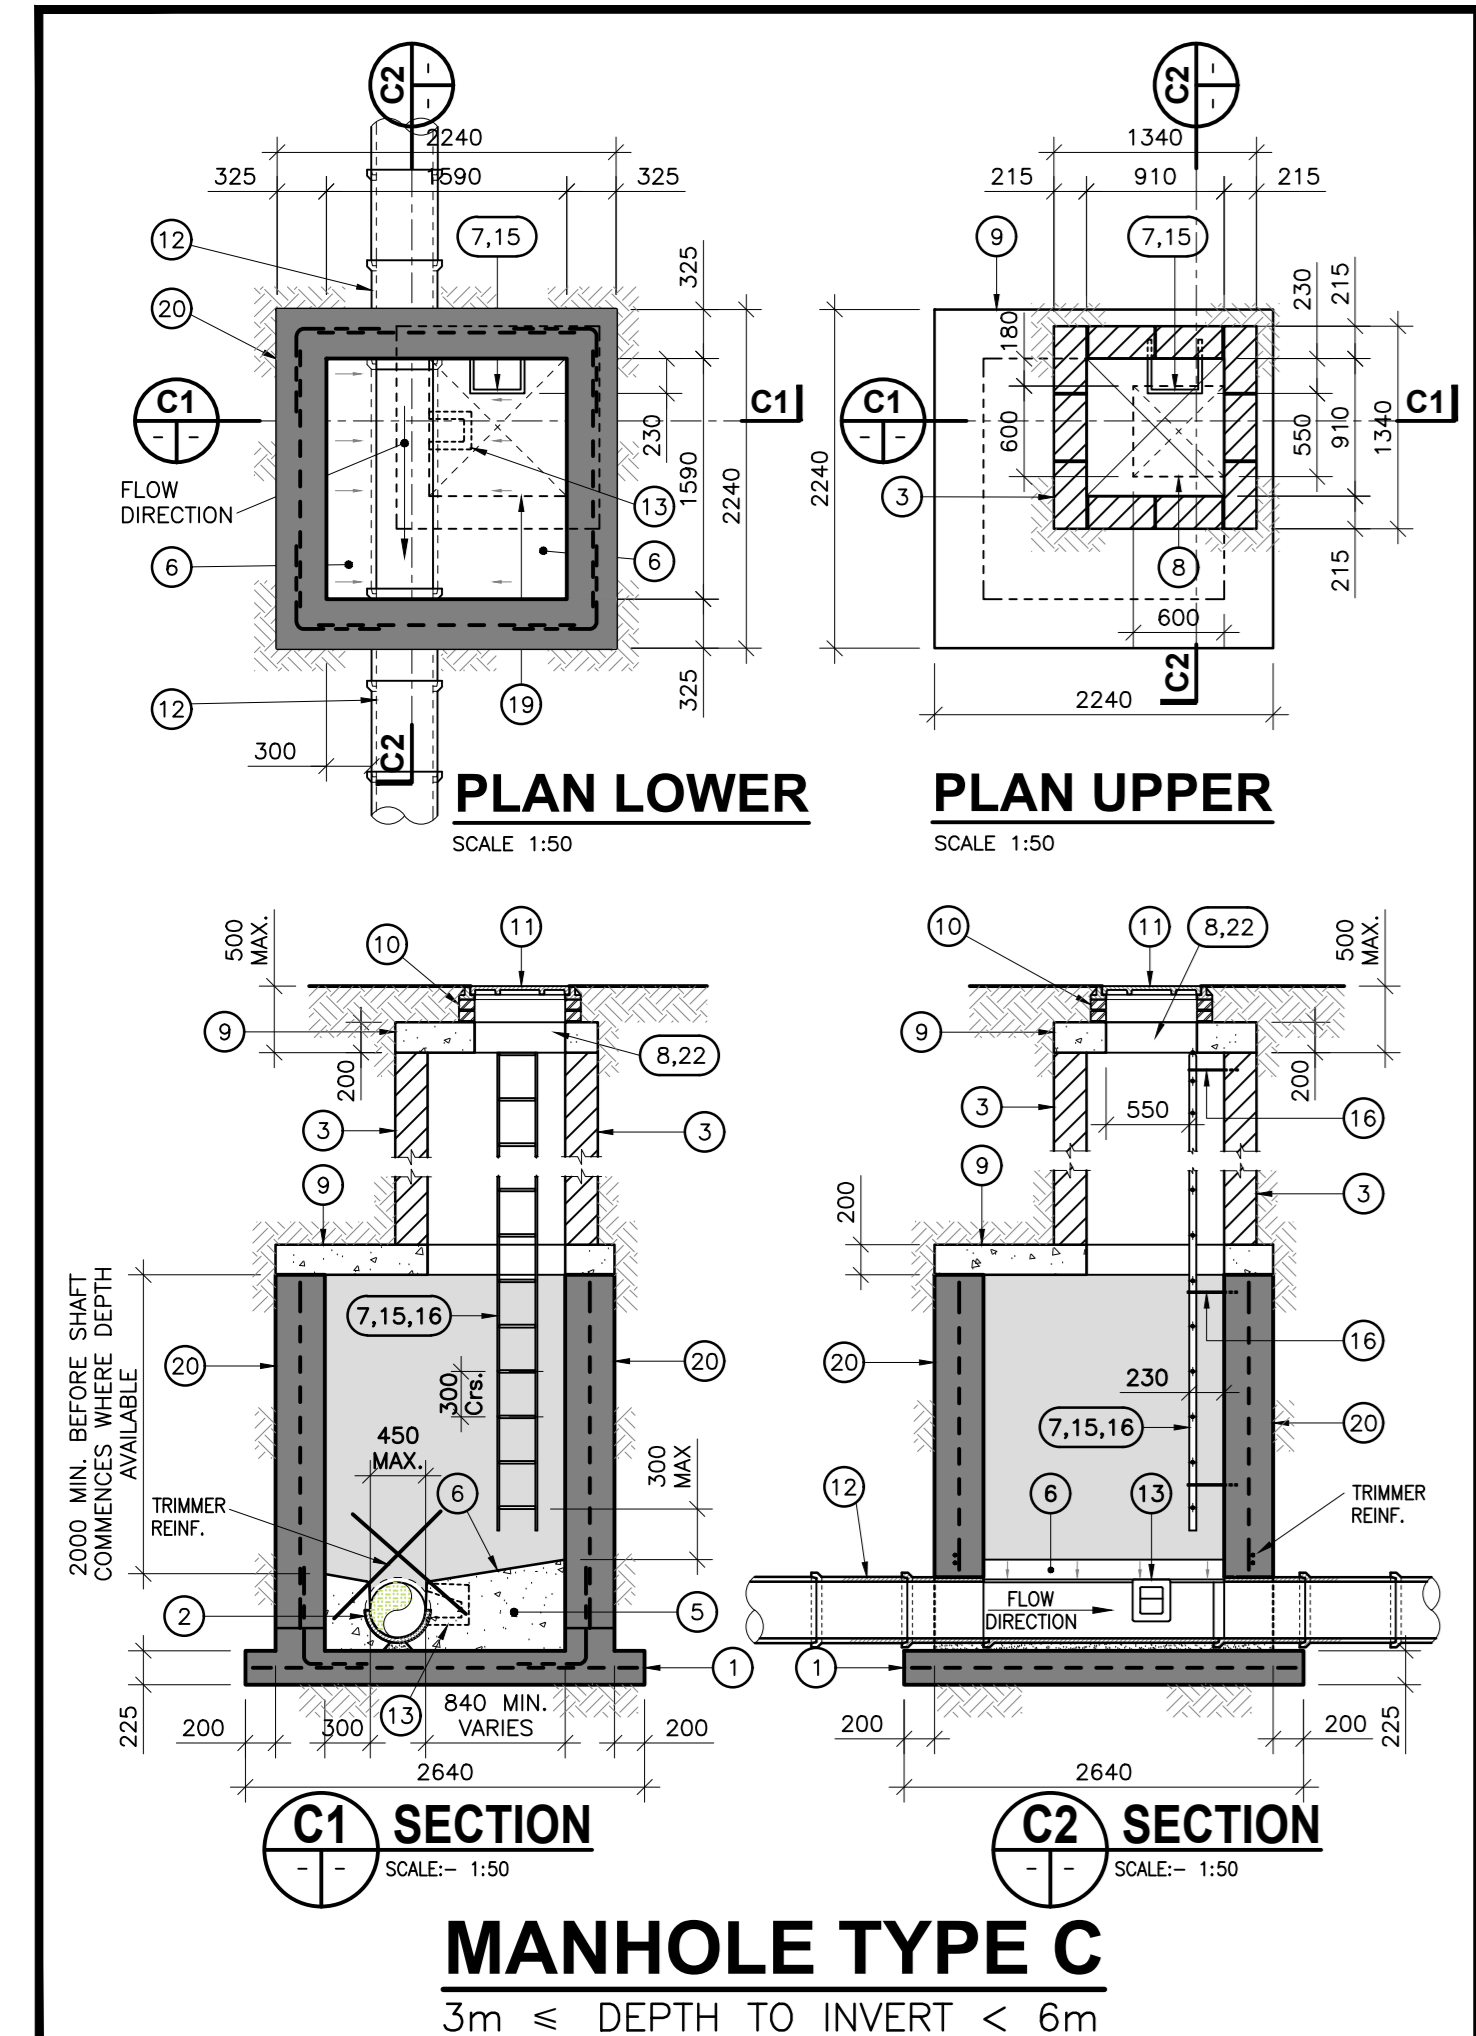 C2
C2
2240
1340
325
1590
325
215
910
215
12
7,15
9
7,15
325
230
215
20
180
C1
C1
C1
C1
230
600
550
910
1340
FLOW
DIRECTION
13
1590
2240
2240
3
6
6
8
215
600
12
19
325
C2
2240
300
C2
PLAN LOWER
SCALE 1:50
PLAN UPPER
SCALE 1:50
500
MAX.
10
11
10
11
8,22
500
MAX.
9
8,22
9
200
200
3
3
3
550
16
9
9
200
3
2000 MIN. BEFORE SHAFT
COMMENCES WHERE DEPTH
AVAILABLE
7,15,16
16
20
20
20
300
Crs.
230
7,15,16
20
450
MAX.
300
MAX
6
12
6
13
TRIMMER
REINF.
TRIMMER
REINF.
2
5
FLOW
DIRECTION
1
1
13
225
200
300
840 MIN.
VARIES
200
200
200
225
2640
2640
C1
SECTION
SCALE:- 1:50
C2
SECTION
SCALE:- 1:50
MANHOLE TYPE C
3m ≤ DEPTH TO INVERT < 6m